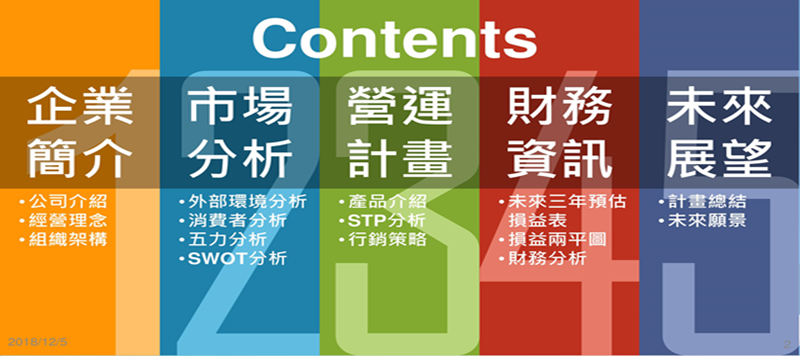 Contents
企業
簡介
• 公司介紹
• 經營理念
• 組織架構
市場
分析
• 外部環境分析
• 消費者分析
• 五力分析
• SWOT分析
營運
計畫
• 產品介紹
• STP分析
• 行銷策略
財務
資訊
• 未來三年預估
損益表
• 損益兩平圖
• 財務分析
未來
展望
• 計畫總結
• 未來願景
1
2
3
4
5
2018/12/5
2